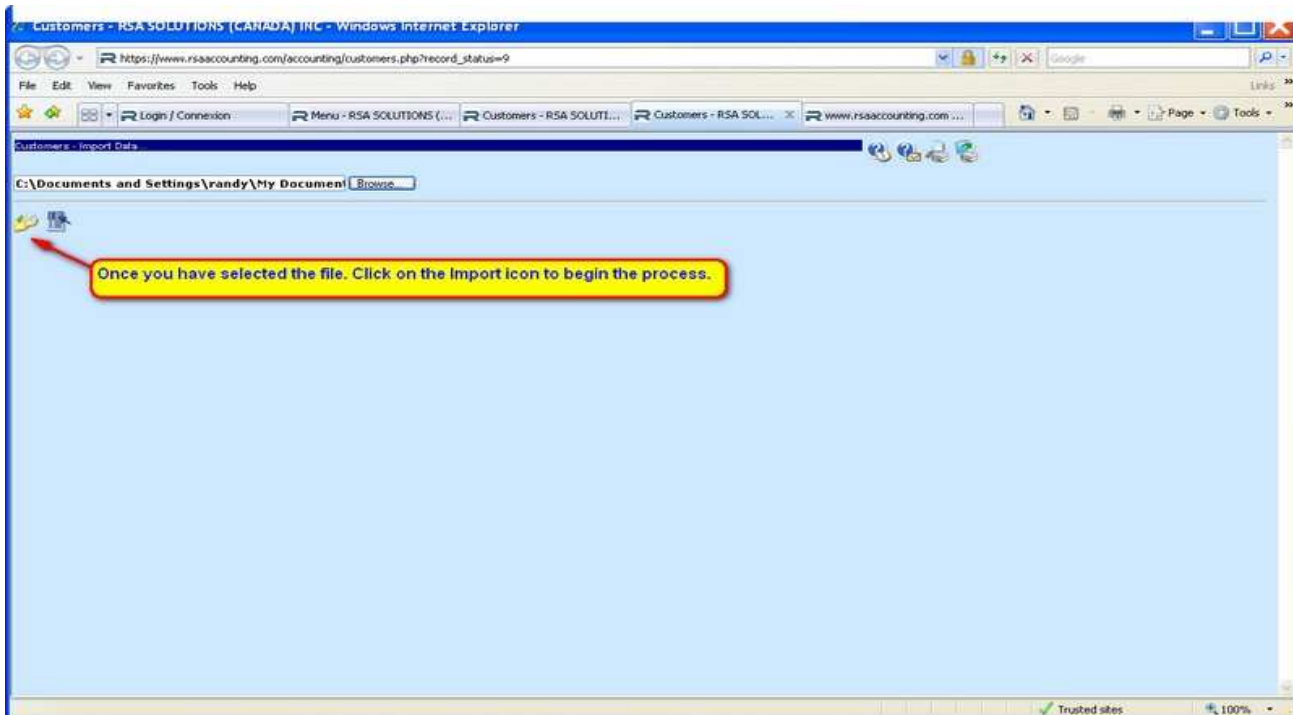 Customers - RSA SOLUTIONS (CANADA) INC - Windows Internet Explorer
https://www.rsaaccounting.com/accounting/customers.php?record_status=9
Google
File Edit View Favorites Tools Help
Links »
Login / Connexion
Menu - RSA SOLUTIONS (...
Customers - RSA SOLUTI...
Customers - RSA SOL...
www.rsaaccounting.com ...
Page
Tools
»
Customers - Import Data
C:\Documents and Settings\randy\My Document
Browse...
Once you have selected the file. Click on the Import icon to begin the process.
Trusted sites
100%